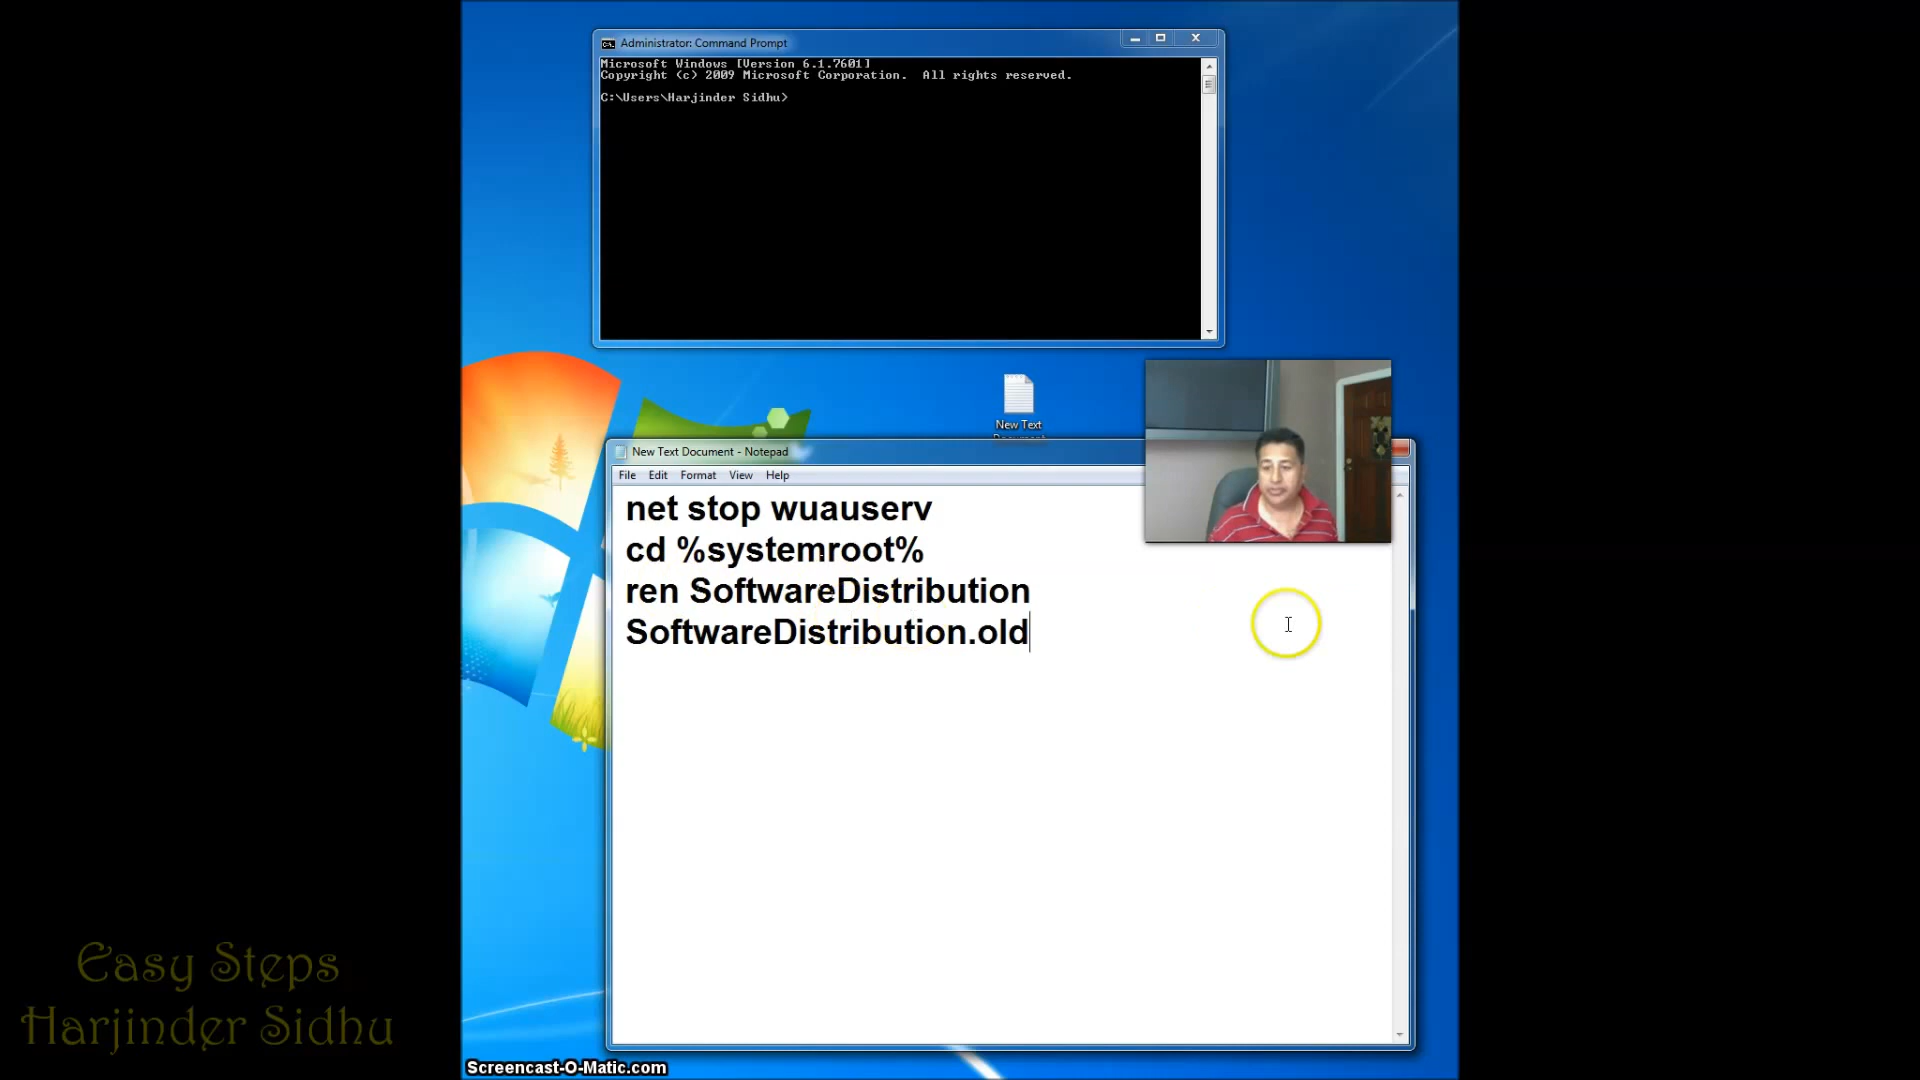 Administrator: Command Prompt
Microsoft Windows [Version 6.1.7601]
Copyright (c) 2009 Microsoft Corporation.  All rights reserved.
C:\Users\Harjinder Sidhu>
New Text
Document
New Text Document - Notepad
File Edit Format View Help
net stop wuauserv
cd %systemroot%
ren SoftwareDistribution
SoftwareDistribution.old
Easy Steps
Harjinder Sidhu
Screencast-O-Matic.com